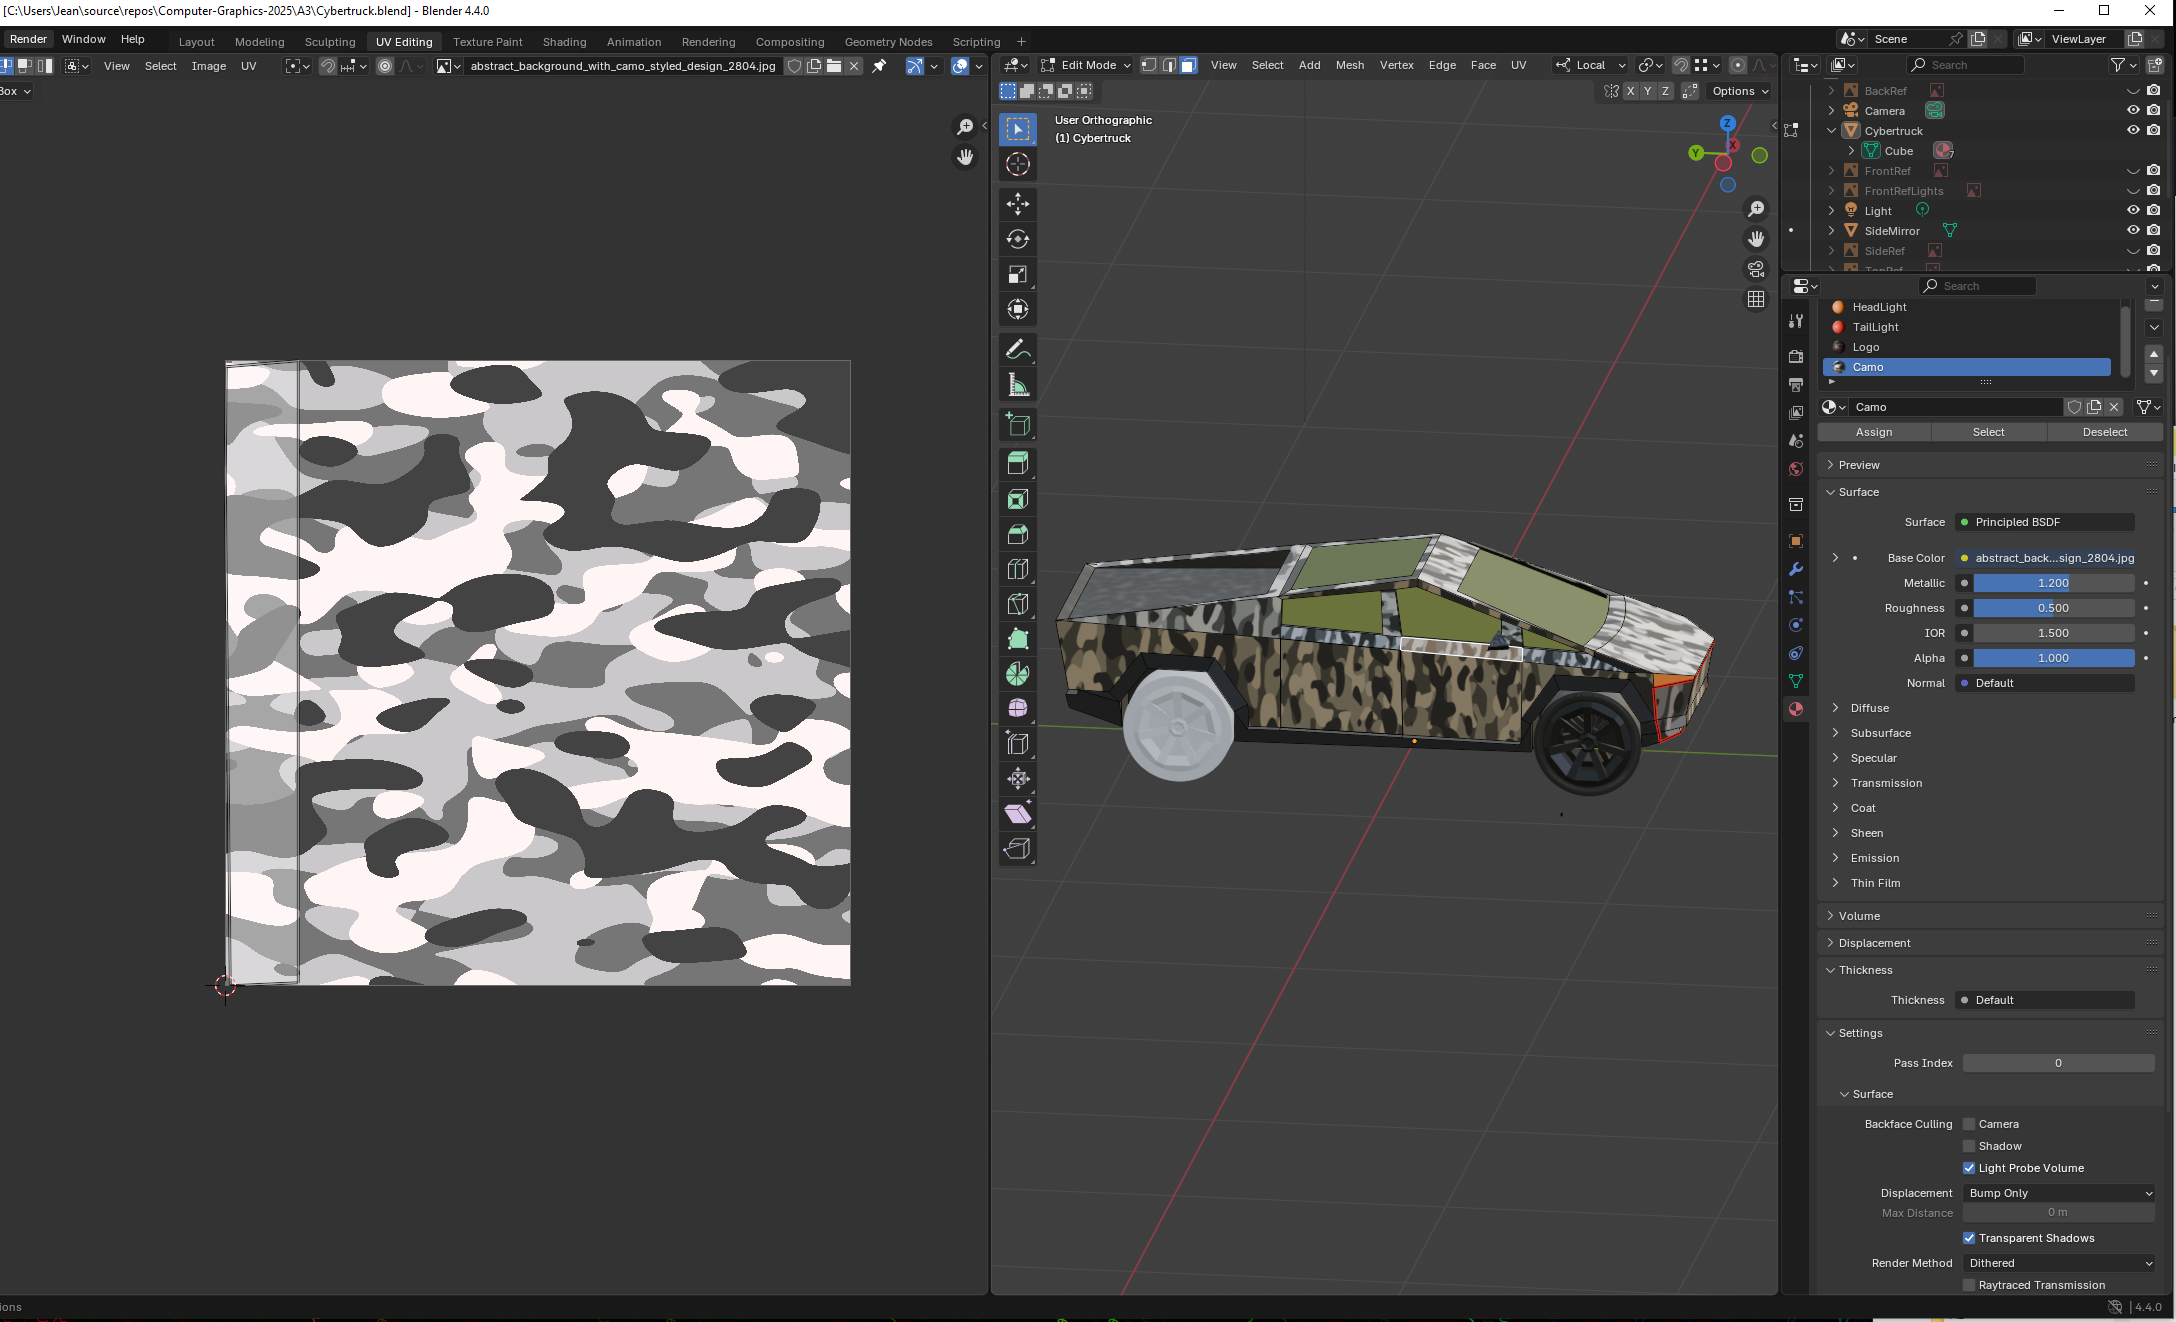 [C:\Users\Jean\source\repos\Computer-Graphics-2025\A3\Cybertruck.blend] - Blender 4.4.0
Render Window Help Layout Modeling Sculpting UV Editing Texture Paint Shading Animation Rendering Compositing Geometry Nodes Scripting + Scene ViewLayer
View Select Image UV abstract_background_with_camo_styled_design_2804.jpg
Edit Mode View Select Add Mesh Vertex Edge Face UV Local
Search
Box
X Y Z Options
User Orthographic
(1) Cybertruck
Z
Y
X
BackRef
Camera
Cybertruck
Cube 7
FrontRef
FrontRefLights
Light
SideMirror
SideRef
TopRef
Search
HeadLight
TailLight
Logo
Camo
Camo
Assign Select Deselect
Preview
Surface
Surface Principled BSDF
Base Color abstract_back...sign_2804.jpg
Metallic 1.200
Roughness 0.500
IOR 1.500
Alpha 1.000
Normal Default
Diffuse
Subsurface
Specular
Transmission
Coat
Sheen
Emission
Thin Film
Volume
Displacement
Thickness
Thickness Default
Settings
Pass Index 0
Surface
Backface Culling Camera
Shadow
Light Probe Volume
Displacement Bump Only
Max Distance 0 m
Transparent Shadows
Render Method Dithered
Raytraced Transmission
ions
4.4.0